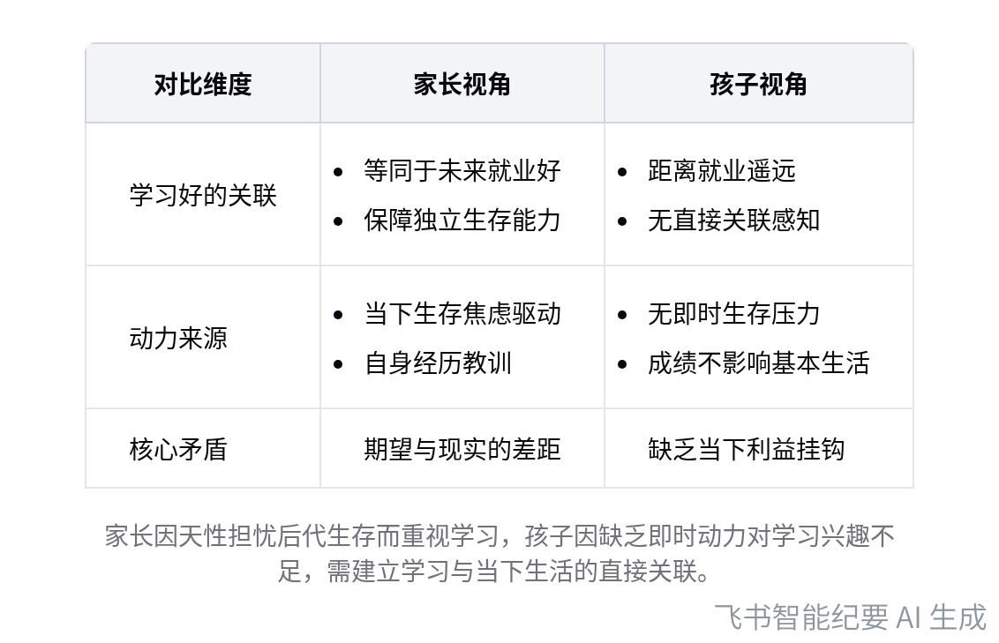 对比维度
家长视角
孩子视角
学习好的关联
等同于未来就业好
保障独立生存能力
距离就业遥远
无直接关联感知
动力来源
当下生存焦虑驱动
自身经历教训
无即时生存压力
成绩不影响基本生活
核心矛盾
期望与现实的差距
缺乏当下利益挂钩
家长因天性担忧后代生存而重视学习，孩子因缺乏即时动力对学习兴趣不
足，需建立学习与当下生活的直接关联。
飞书智能纪要 AI 生成